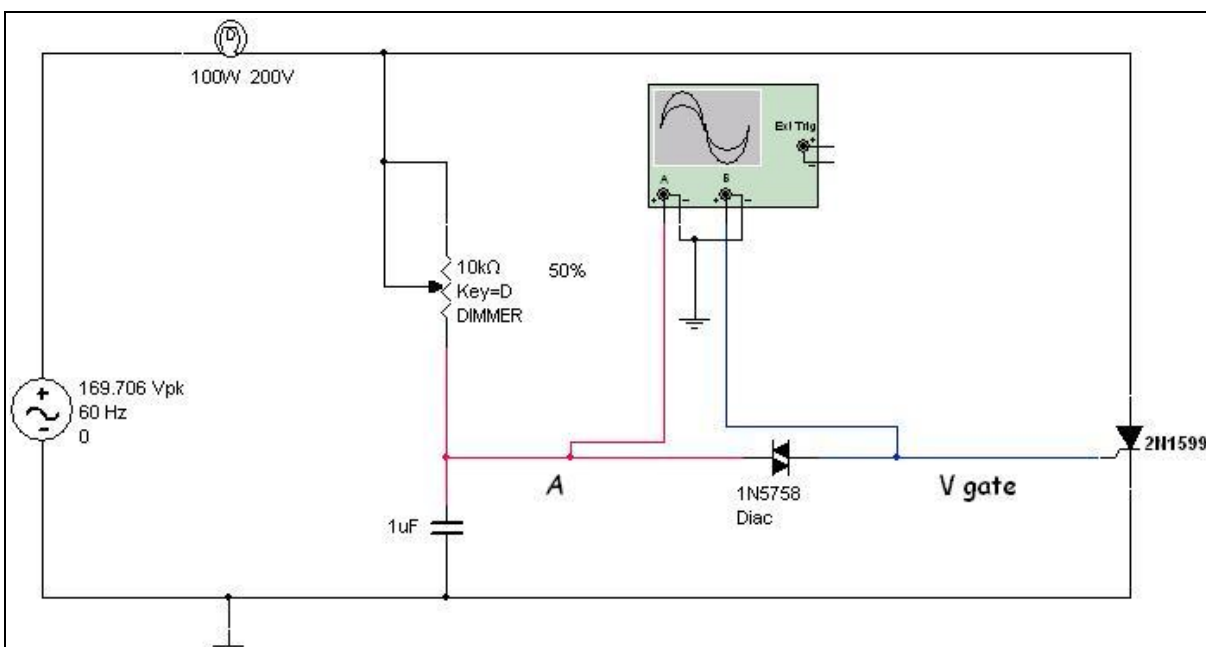 100W 200V
Ext Trig
+
-
A
B
+ -
+ -
10kΩ
50%
Key=D
DIMMER
169.706 Vpk
60 Hz
0
+
-
2N1599
A
V gate
1N5758
Diac
1uF